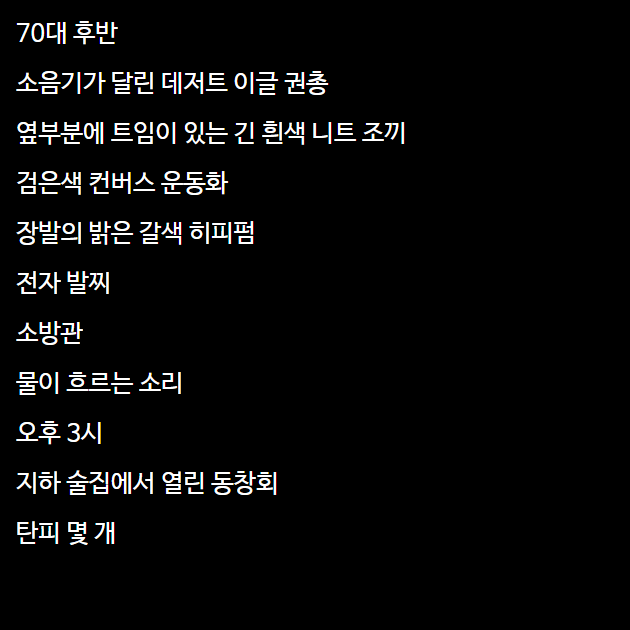 70대 후반
소음기가 달린 데저트 이글 권총
옆부분에 트임이 있는 긴 흰색 니트 조끼
검은색 컨버스 운동화
장발의 밝은 갈색 히피펌
전자 발찌
소방관
물이 흐르는 소리
오후 3시
지하 술집에서 열린 동창회
탄피 몇 개